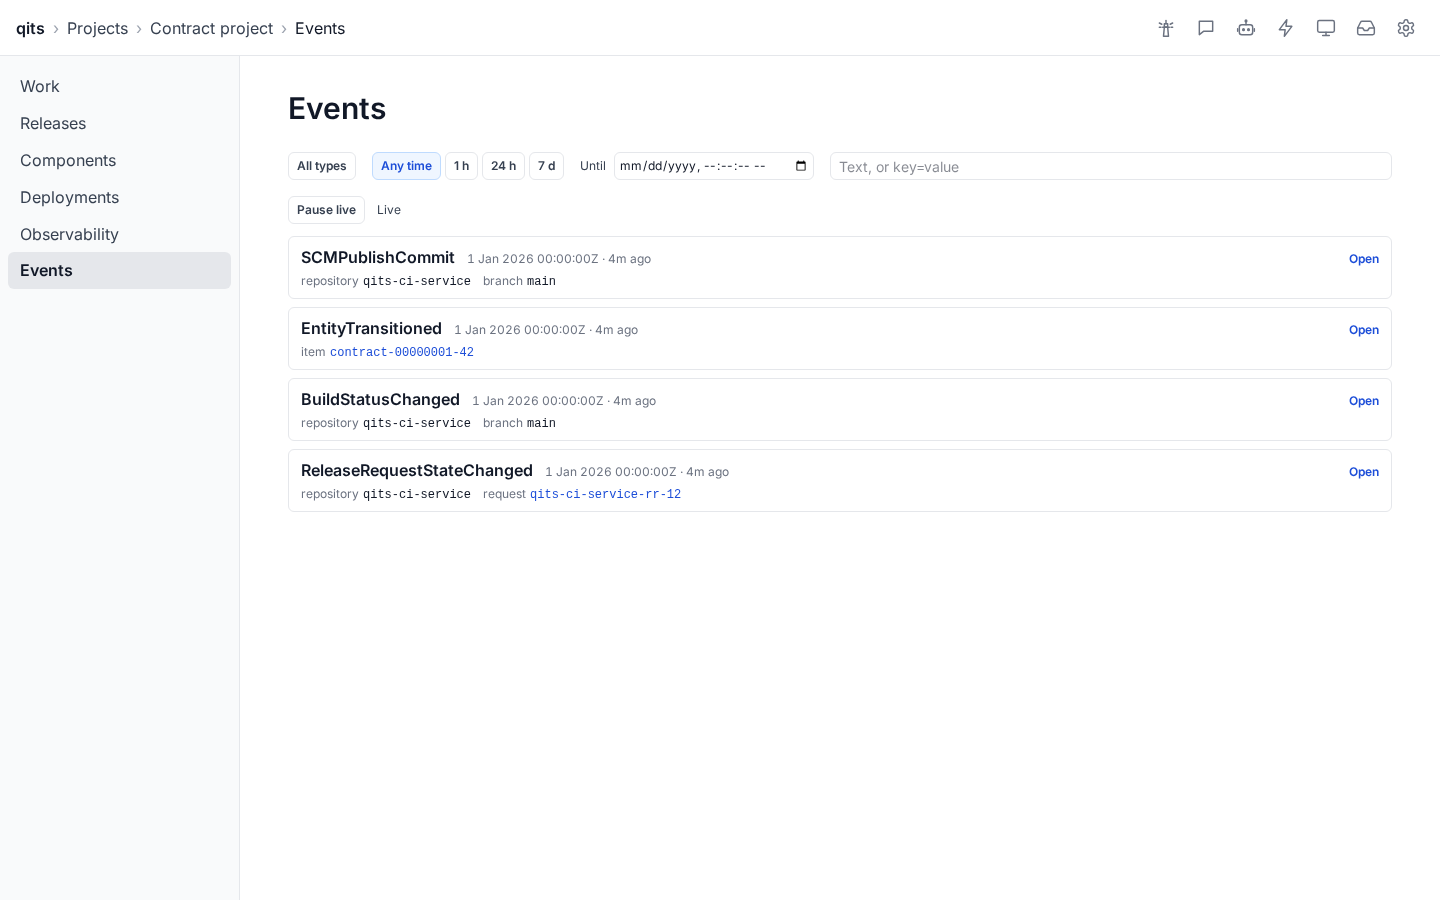 qits › Projects › Contract project › Events
Work
Releases
Components
Deployments
Observability
Events
Events
All types Any time 1 h 24 h 7 d Until mm/dd/yyyy, --:--:-- -- Text, or key=value
Pause live Live
SCMPublishCommit 1 Jan 2026 00:00:00Z · 4m ago Open
repository qits-ci-service branch main
EntityTransitioned 1 Jan 2026 00:00:00Z · 4m ago Open
item contract-00000001-42
BuildStatusChanged 1 Jan 2026 00:00:00Z · 4m ago Open
repository qits-ci-service branch main
ReleaseRequestStateChanged 1 Jan 2026 00:00:00Z · 4m ago Open
repository qits-ci-service request qits-ci-service-rr-12